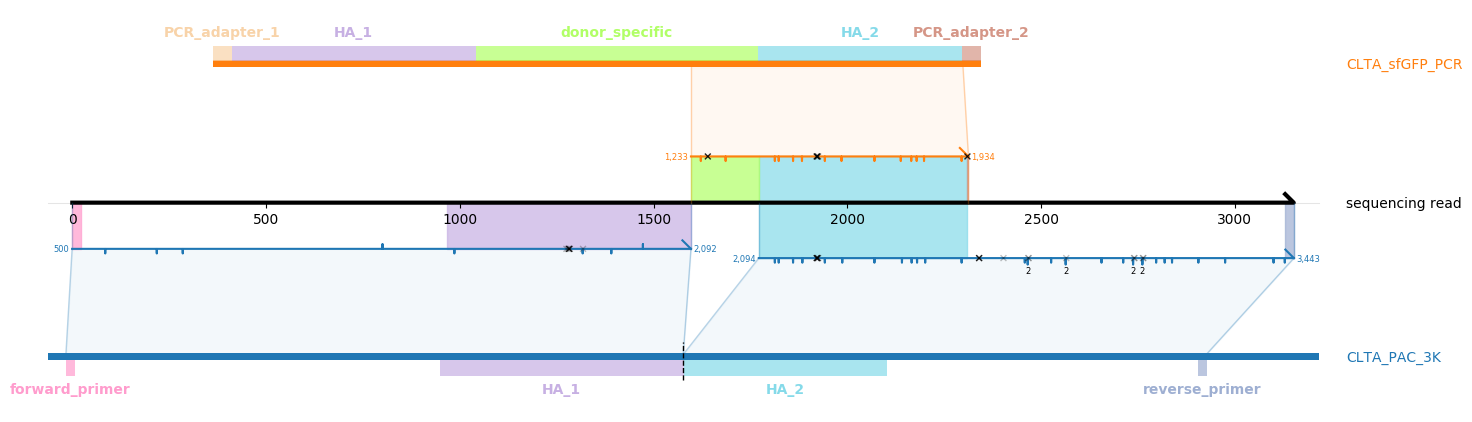 PCR_adapter_1 HA_1 donor_specific HA_2 PCR_adapter_2
CLTA_sfGFP_PCR
1,233 1,934
sequencing read
0 500 1000 1500 2000 2500 3000
500 2,092
2,094 3,443
2 2 2 2
CLTA_PAC_3K
forward_primer HA_1 HA_2 reverse_primer